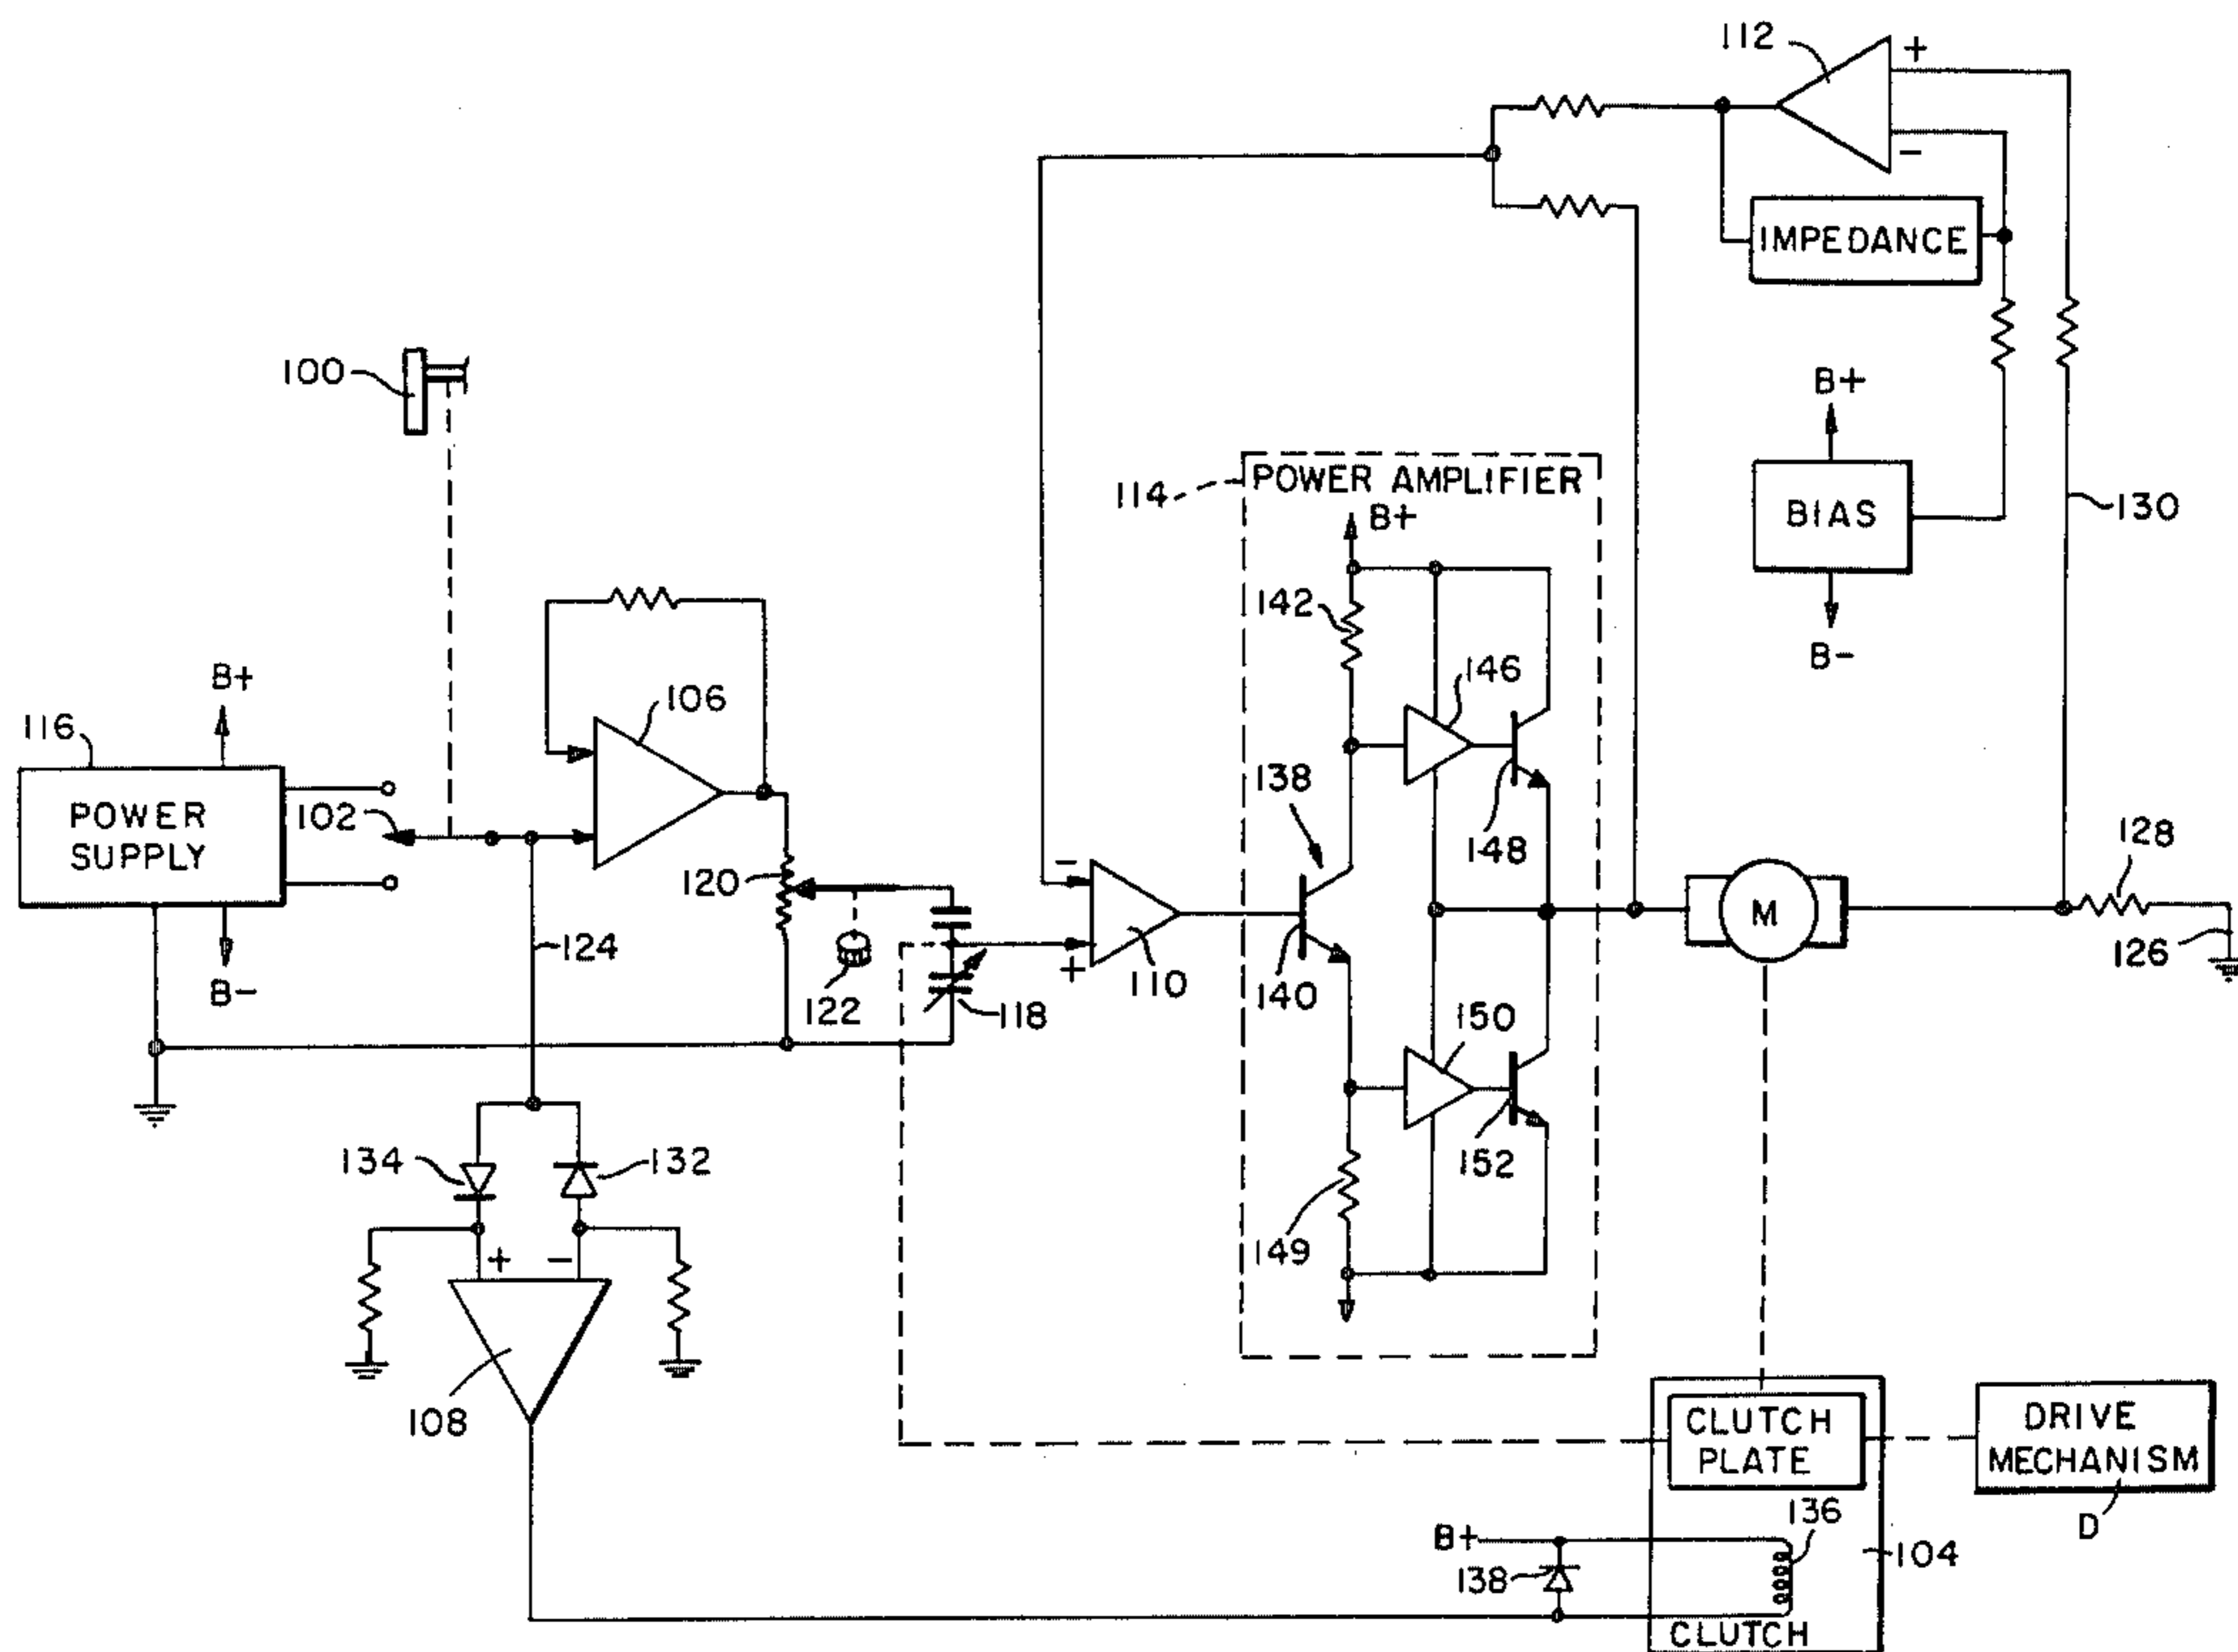 112
+
−
IMPEDANCE
100
B+
114
POWER AMPLIFIER
B+
BIAS
130
142
B-
B+
106
146
116
POWER
SUPPLY
102
138
148
128
120
−
M
126
B-
124
122
118
+
110
140
150
134
132
152
149
+
−
108
CLUTCH
PLATE
DRIVE
MECHANISM
D
136
B+
138
104
CLUTCH